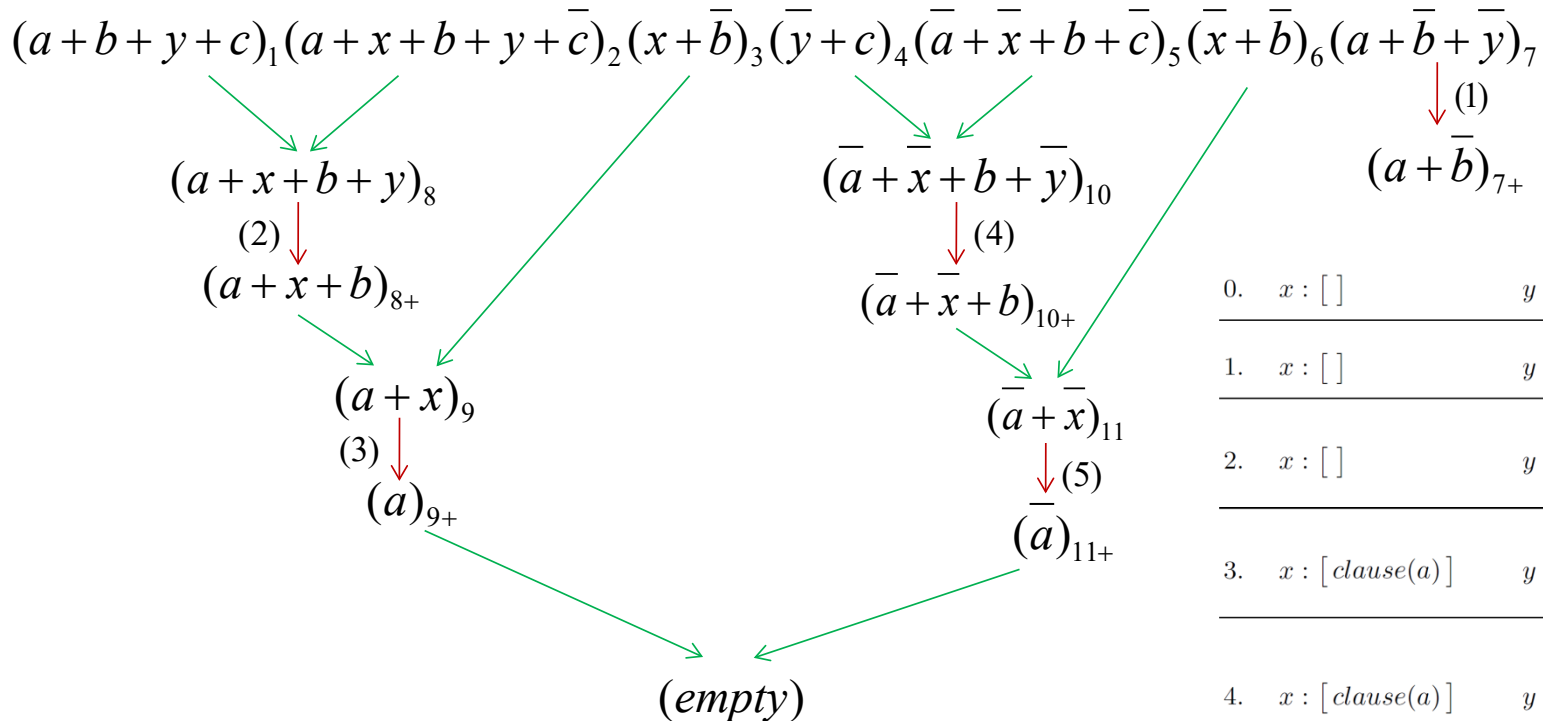 (a + b + y + c)₁(a + x + b + y + c̅)₂(x + b̅)₃(y̅ + c)₄(a̅ + x̅ + b + c̅)₅(x̅ + b̅)₆(a + b̅ + y̅)₇
(1)
(a + x + b + y)₈
(a̅ + x̅ + b + y̅)₁₀
(a + b̅)₇₊
(2)
(4)
(a + x + b)₈₊
(a̅ + x̅ + b)₁₀₊
0. x : [ ] y
1. x : [ ] y
(a + x)₉
(a̅ + x̅)₁₁
(3)
(5)
2. x : [ ] y
(a)₉₊
(a̅)₁₁₊
3. x : [ clause(a) ] y
(empty)
4. x : [ clause(a) ] y